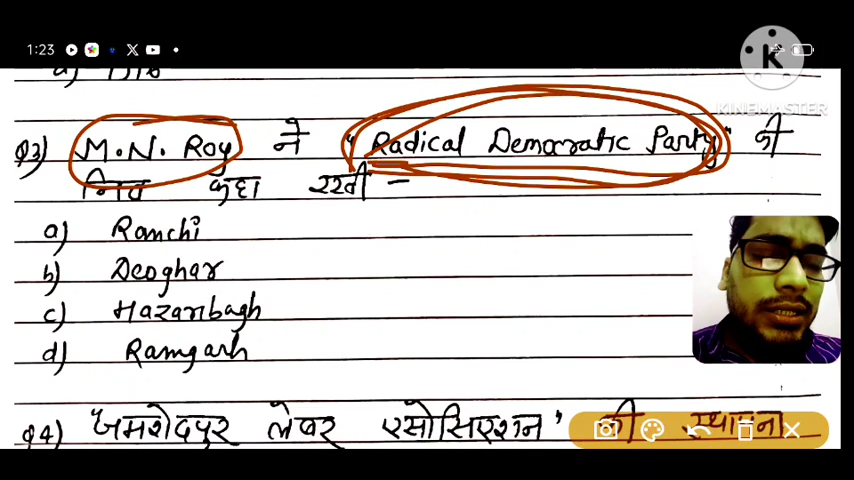 1:23
K
KINEMASTER
Q3) M.N. Roy ने "Radical Democratic Party" की
निव कहा रखी -
a) Ranchi
b) Deoghar
c) Hazaribagh
d) Ramgarh
Q4) "जमशेदपुर लेबर एसोसिएशन" की स्थापना